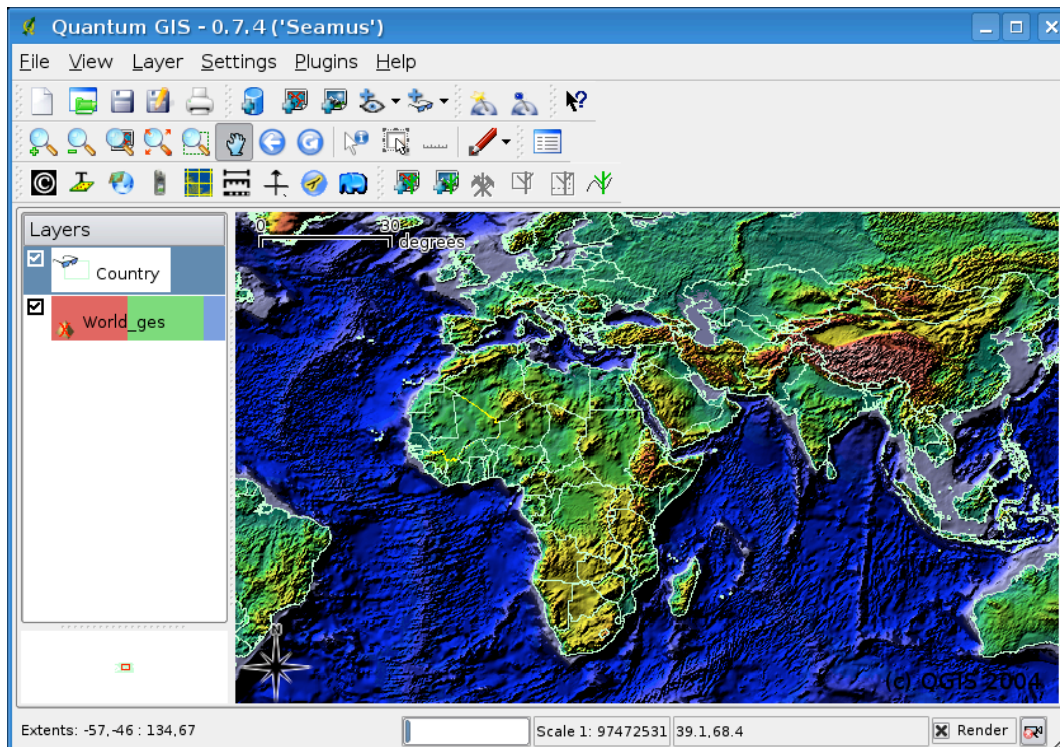 Quantum GIS - 0.7.4 ('Seamus')
File View Layer Settings Plugins Help
Layers
Country
World_ges
0 30
degrees
N
(c) QGIS 2004
Extents: -57,-46 : 134,67
Scale 1: 97472531
39.1,68.4
Render